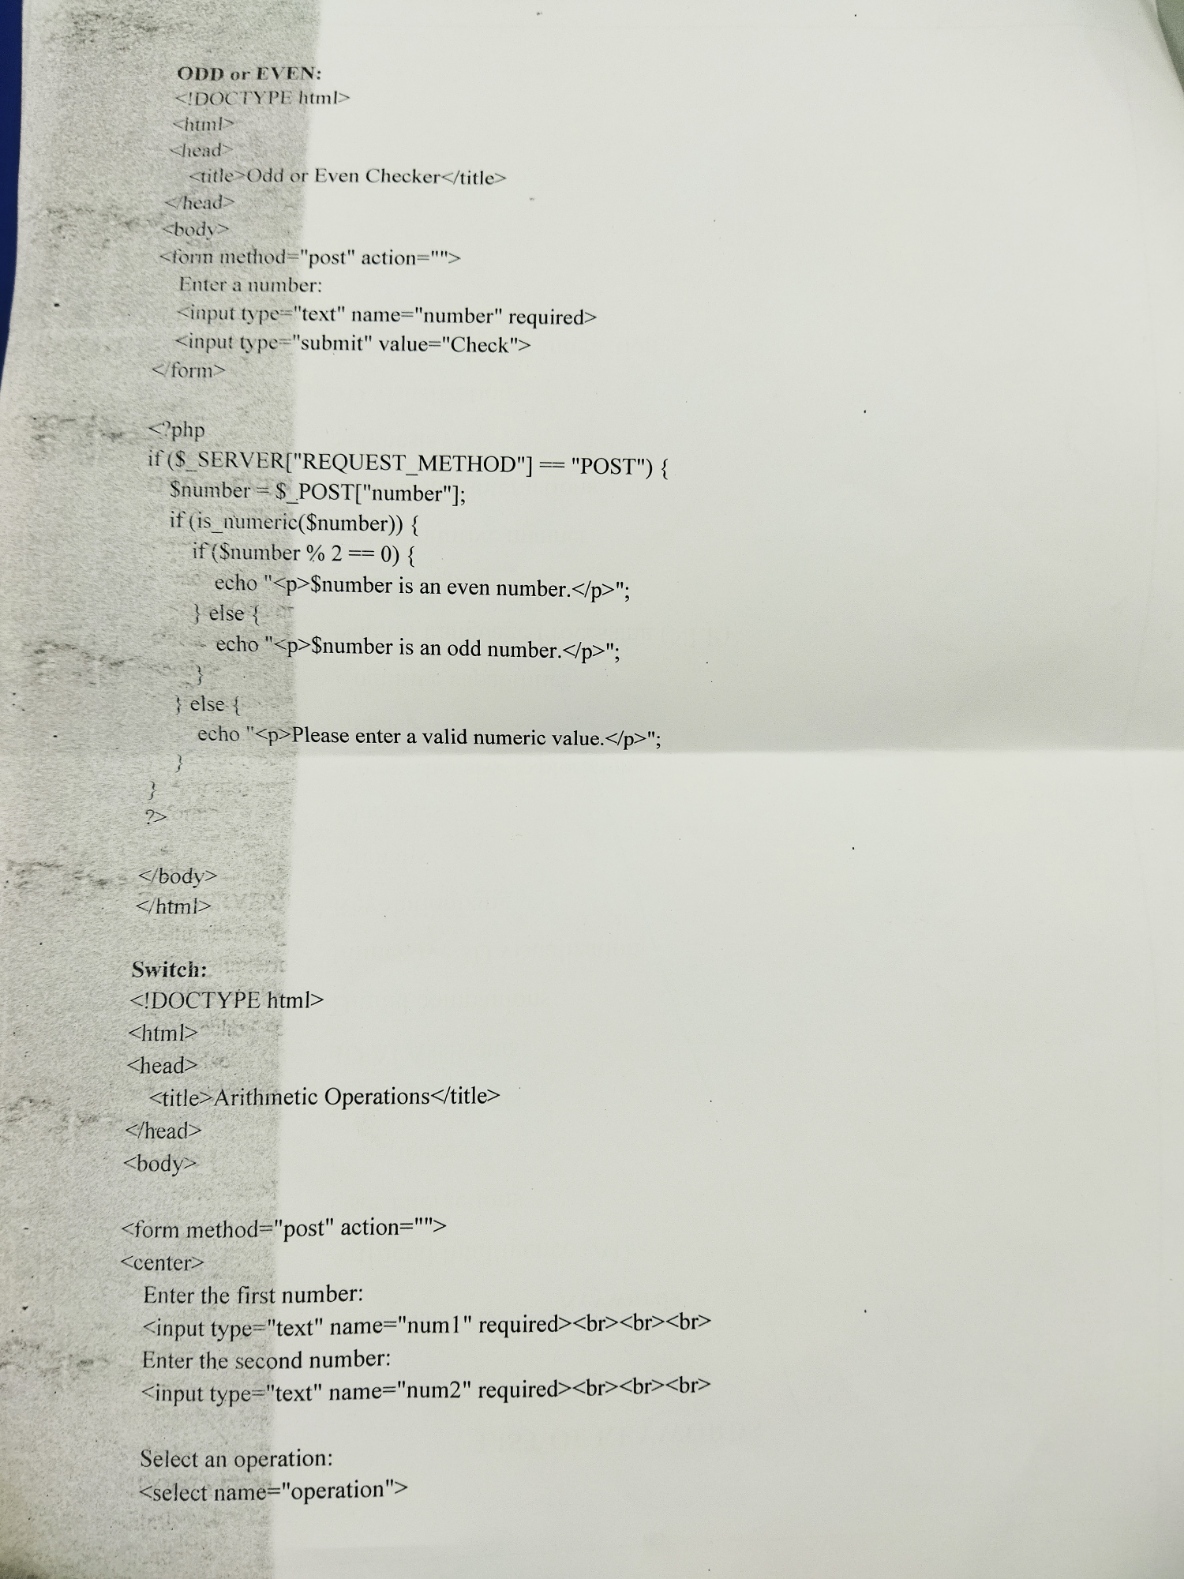 ODD or EVEN:
<!DOCTYPE html>
<html>
<head>
<title>Odd or Even Checker</title>
</head>
<body>
<form method="post" action="">
Enter a number:
<input type="text" name="number" required>
<input type="submit" value="Check">
</form>
<?php
if ($_SERVER["REQUEST_METHOD"] == "POST") {
$number = $_POST["number"];
if (is_numeric($number)) {
if ($number % 2 == 0) {
echo "<p>$number is an even number.</p>";
} else {
echo "<p>$number is an odd number.</p>";
}
} else {
echo "<p>Please enter a valid numeric value.</p>";
}
}
?>
</body>
</html>
Switch:
<!DOCTYPE html>
<html>
<head>
<title>Arithmetic Operations</title>
</head>
<body>
<form method="post" action="">
<center>
Enter the first number:
<input type="text" name="num1" required><br><br><br>
Enter the second number:
<input type="text" name="num2" required><br><br><br>
Select an operation:
<select name="operation">